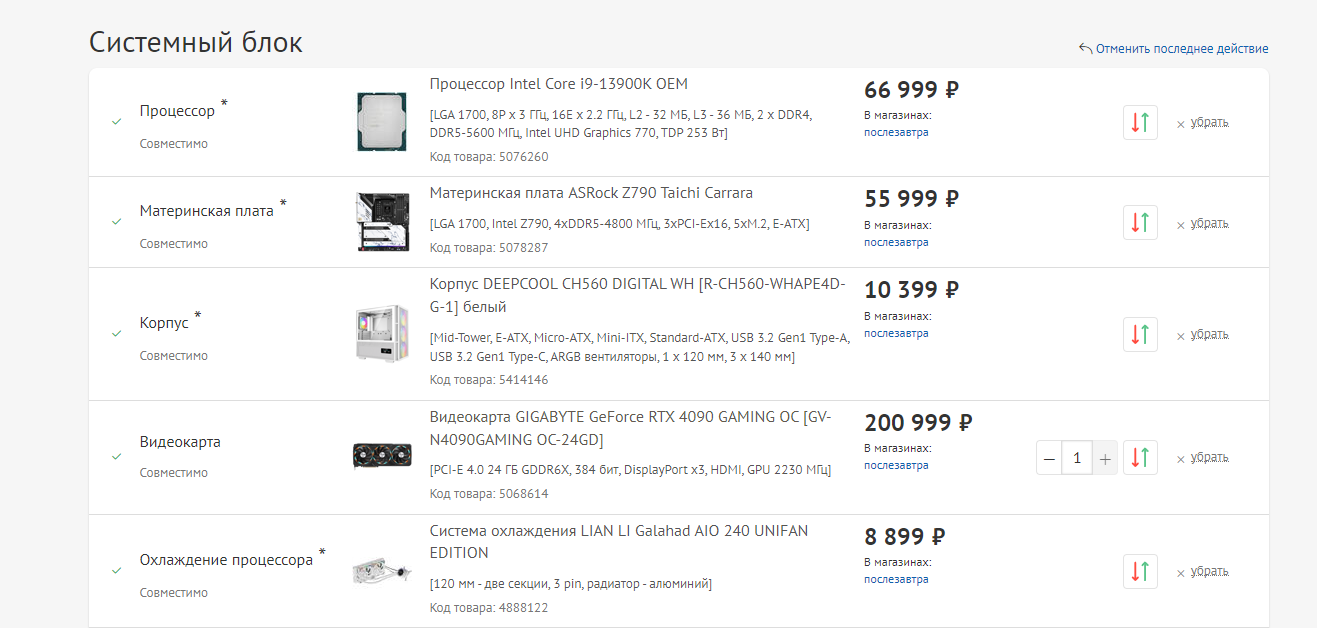 Системный блок
Отменить последнее действие
Процессор *
Совместимо
Процессор Intel Core i9-13900K OEM
[LGA 1700, 8P x 3 ГГц, 16E x 2.2 ГГц, L2 - 32 МБ, L3 - 36 МБ, 2 x DDR4,
DDR5-5600 МГц, Intel UHD Graphics 770, TDP 253 Вт]
Код товара: 5076260
66 999 ₽
В магазинах:
послезавтра
убрать
Материнская плата *
Совместимо
Материнская плата ASRock Z790 Taichi Carrara
[LGA 1700, Intel Z790, 4xDDR5-4800 МГц, 3xPCI-Ex16, 5xM.2, E-ATX]
Код товара: 5078287
55 999 ₽
В магазинах:
послезавтра
убрать
Корпус *
Совместимо
Корпус DEEPCOOL CH560 DIGITAL WH [R-CH560-WHAPE4D-
G-1] белый
[Mid-Tower, E-ATX, Micro-ATX, Mini-ITX, Standard-ATX, USB 3.2 Gen1 Type-A,
USB 3.2 Gen1 Type-C, ARGB вентиляторы, 1 x 120 мм, 3 x 140 мм]
Код товара: 5414146
10 399 ₽
В магазинах:
послезавтра
убрать
Видеокарта
Совместимо
Видеокарта GIGABYTE GeForce RTX 4090 GAMING OC [GV-
N4090GAMING OC-24GD]
[PCI-E 4.0 24 ГБ GDDR6X, 384 бит, DisplayPort x3, HDMI, GPU 2230 МГц]
Код товара: 5068614
200 999 ₽
В магазинах:
послезавтра
1
убрать
Охлаждение процессора *
Совместимо
Система охлаждения LIAN LI Galahad AIO 240 UNIFAN
EDITION
[120 мм - две секции, 3 pin, радиатор - алюминий]
Код товара: 4888122
8 899 ₽
В магазинах:
послезавтра
убрать